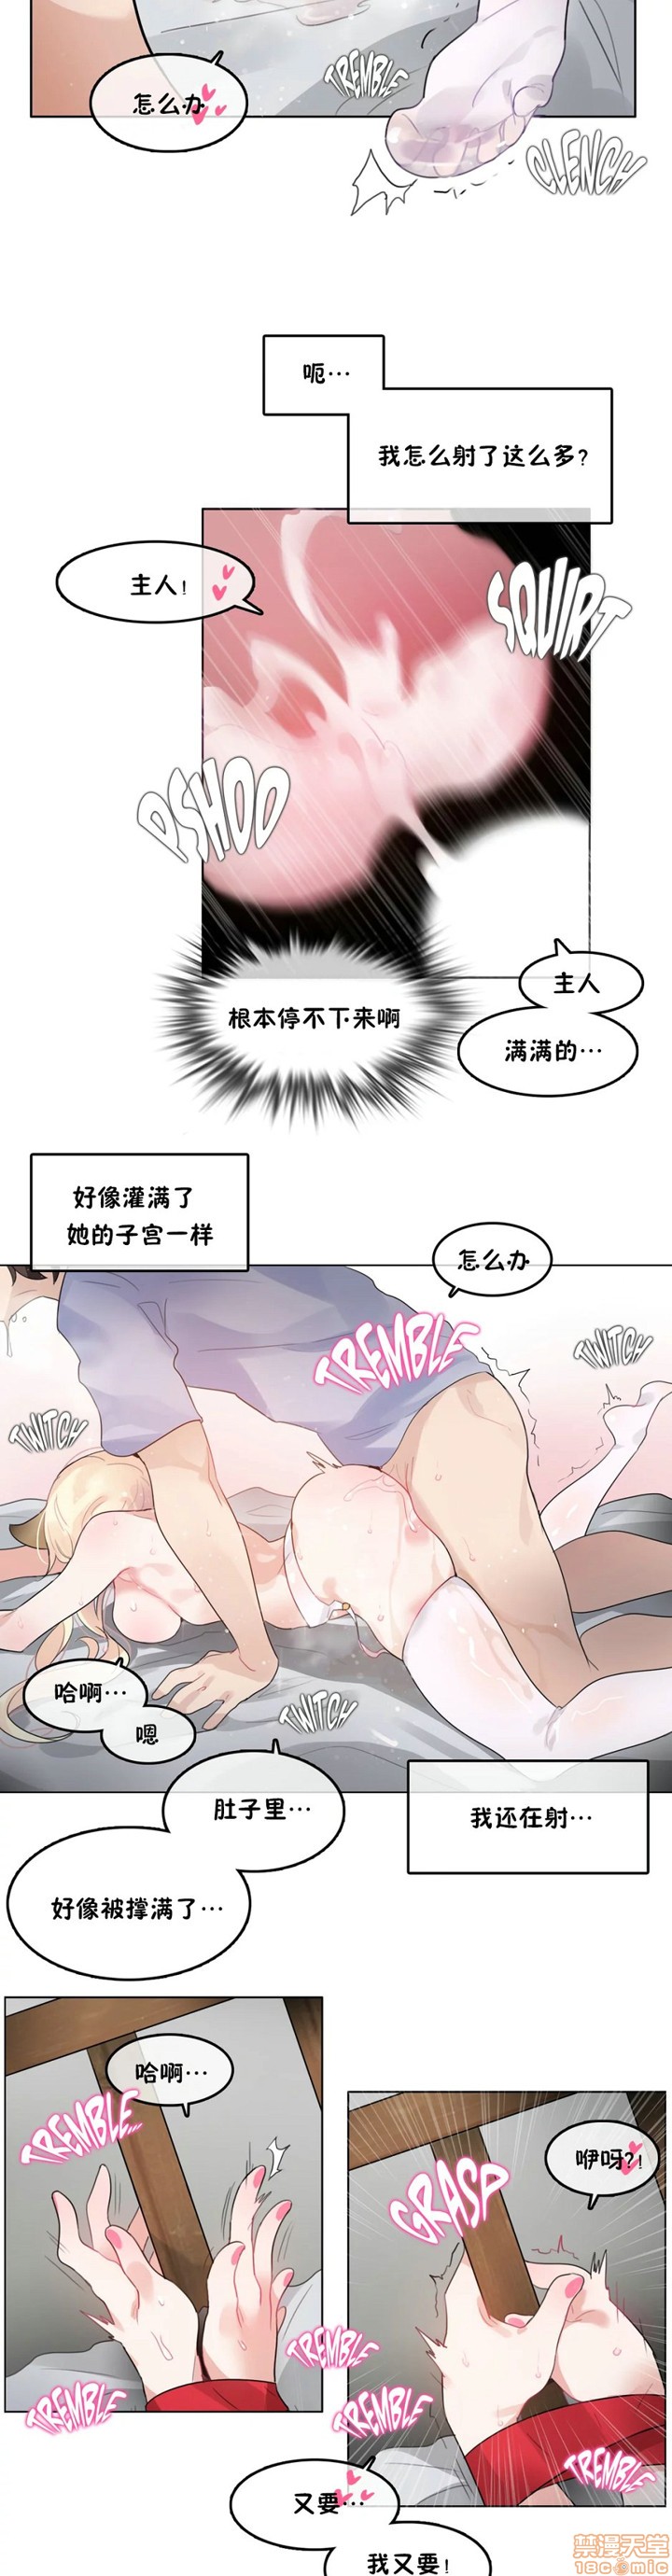 TREMBLE
怎么办
CLENCH
呃…
我怎么射了这么多?
主人!
SQUIRT
PSHOO
主人
根本停不下来啊
满满的…
好像灌满了
她的子宫一样
怎么办
TREMBLE
TWITCH
TWITCH
哈啊…
嗯
TWITCH
肚子里…
我还在射…
好像被撑满了…
哈啊…
TREMBLE...
咿呀?!
GRASP
TREMBLE
TREMBLE
TREMBLE
TREMBLE
又要…
我又要!
禁漫天堂
18comic